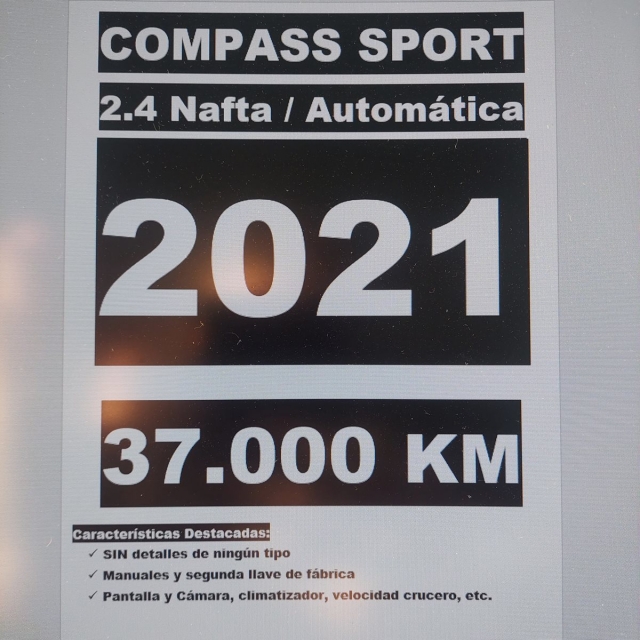 COMPASS SPORT
2.4 Nafta / Automática
2021
37.000 KM
Características Destacadas:
✓ SIN detalles de ningún tipo
✓ Manuales y segunda llave de fábrica
✓ Pantalla y Cámara, climatizador, velocidad crucero, etc.